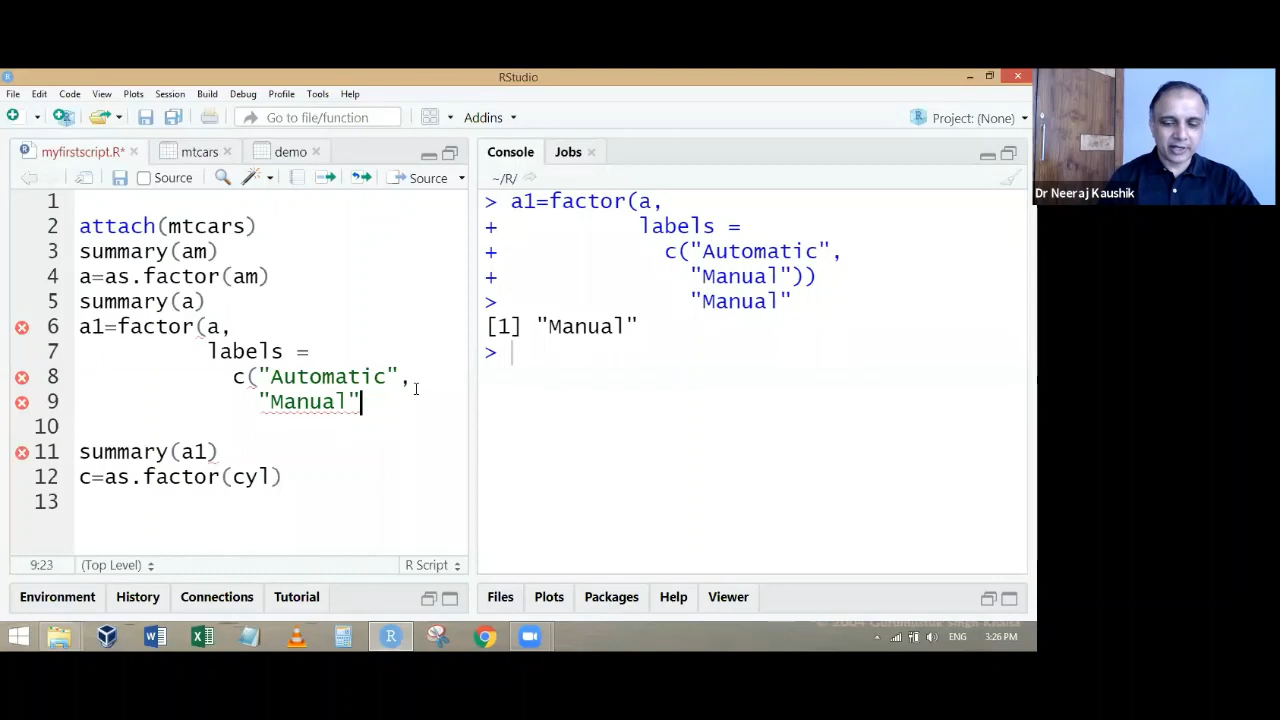 RStudio
File Edit Code View Plots Session Build Debug Profile Tools Help
Go to file/function Addins Project: (None)
myfirstscript.R* mtcars demo
Source Source
1
2 attach(mtcars)
3 summary(am)
4 a=as.factor(am)
5 summary(a)
6 a1=factor(a,
7 labels =
8 c("Automatic",
9 "Manual"
10
11 summary(a1)
12 c=as.factor(cyl)
13
9:23 (Top Level) R Script
Environment History Connections Tutorial
Console Jobs
~/R/
> a1=factor(a,
+ labels =
+ c("Automatic",
+ "Manual"))
> "Manual"
[1] "Manual"
>
Files Plots Packages Help Viewer
Dr Neeraj Kaushik
ENG 3:26 PM